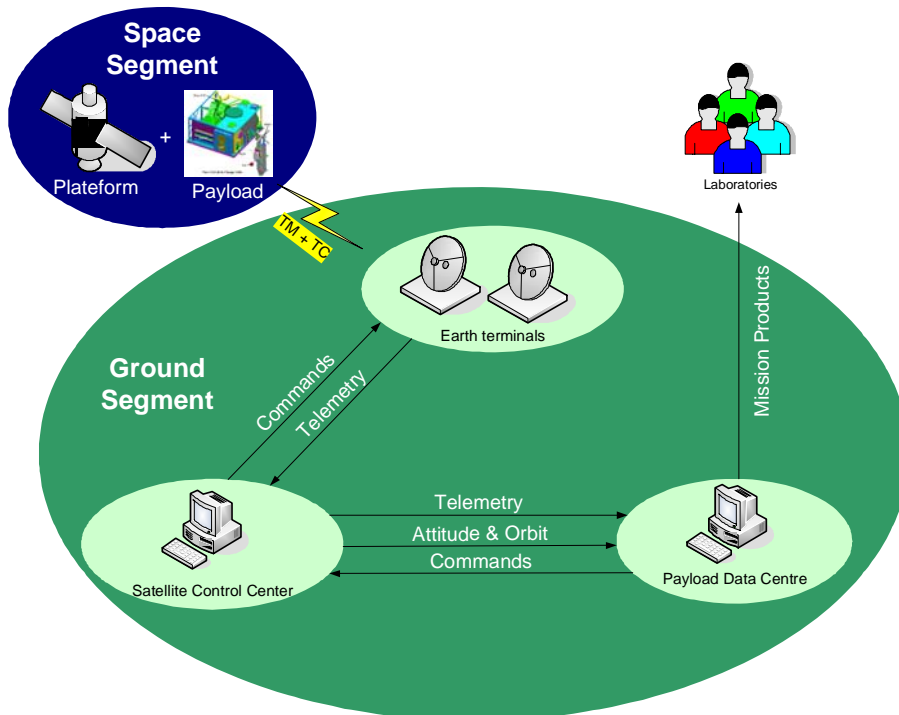 Space
Segment
+
Plateform
Payload
TM + TC
Laboratories
Earth terminals
Ground
Segment
Commands
Telemetry
Mission Products
Telemetry
Attitude & Orbit
Commands
Satellite Control Center
Payload Data Centre